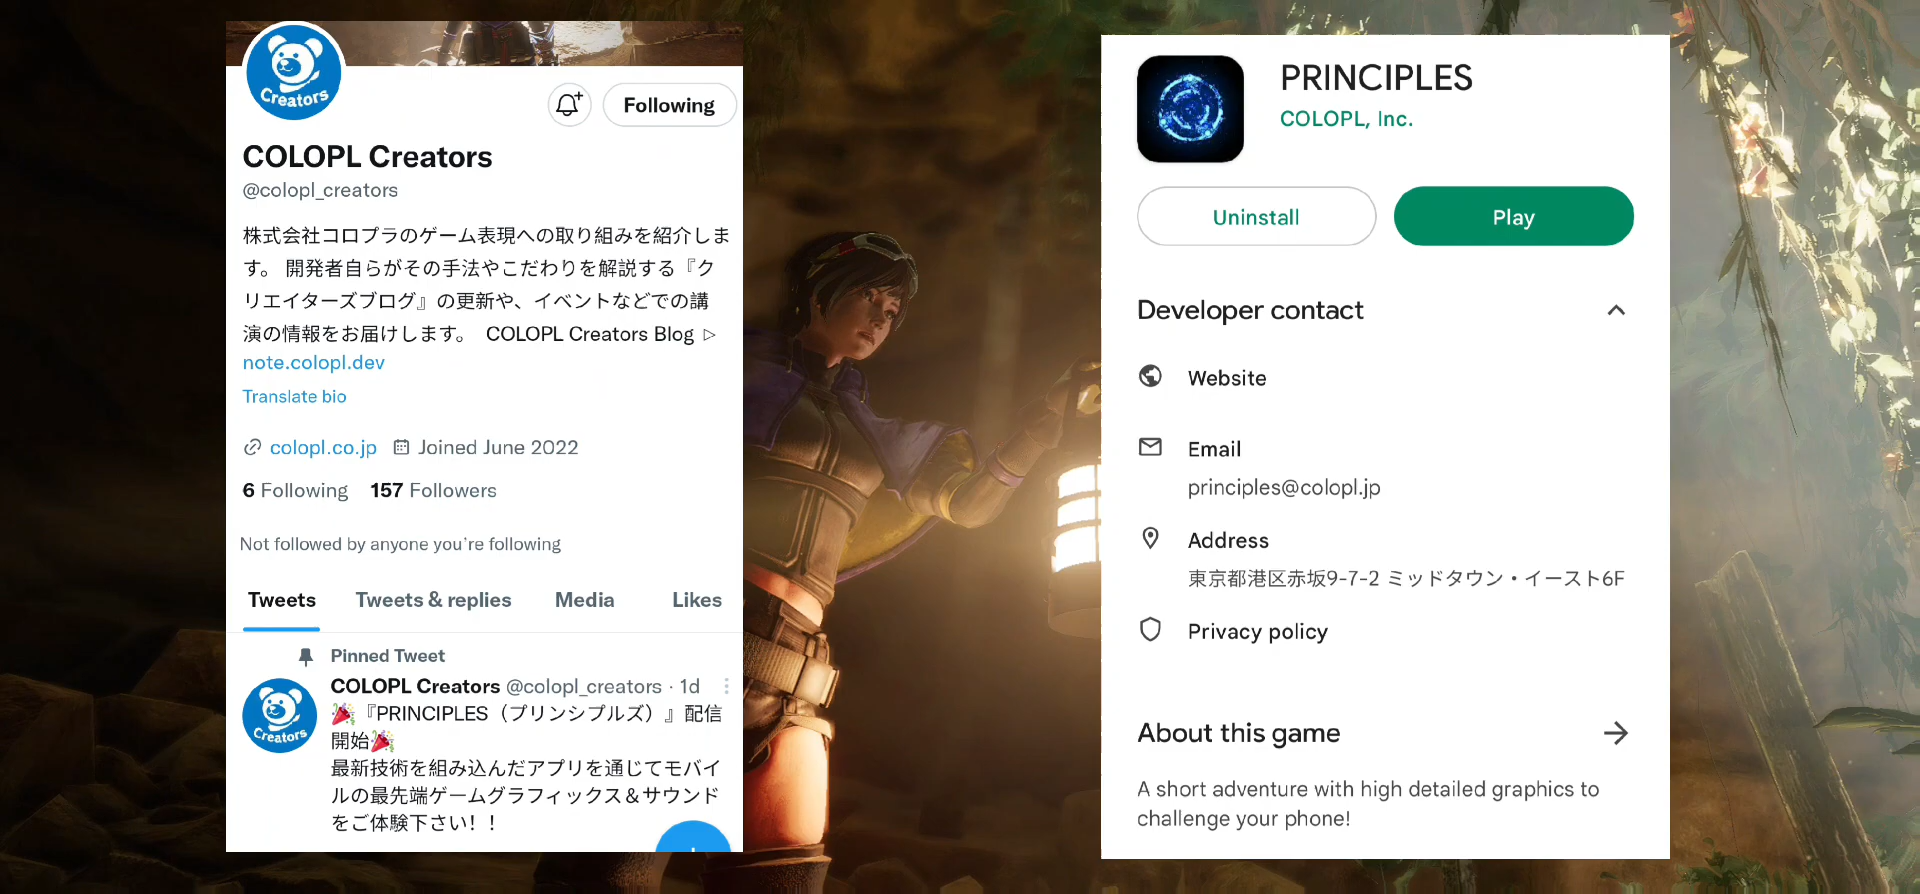 Creators
Following
COLOPL Creators
@colopl_creators
株式会社コロプラのゲーム表現への取り組みを紹介しま
す。 開発者自らがその手法やこだわりを解説する『ク
リエイターズブログ』の更新や、イベントなどでの講
演の情報をお届けします。 COLOPL Creators Blog ▷
note.colopl.dev
Translate bio
colopl.co.jp Joined June 2022
6 Following 157 Followers
Not followed by anyone you're following
Tweets Tweets & replies Media Likes
Pinned Tweet
COLOPL Creators @colopl_creators · 1d
🎉『PRINCIPLES（プリンシプルズ）』配信
開始🎉
Creators
最新技術を組み込んだアプリを通じてモバイ
ルの最先端ゲームグラフィックス＆サウンド
をご体験下さい！！
PRINCIPLES
COLOPL, Inc.
Uninstall Play
Developer contact
Website
Email
principles@colopl.jp
Address
東京都港区赤坂9-7-2 ミッドタウン・イースト6F
Privacy policy
About this game
A short adventure with high detailed graphics to
challenge your phone!